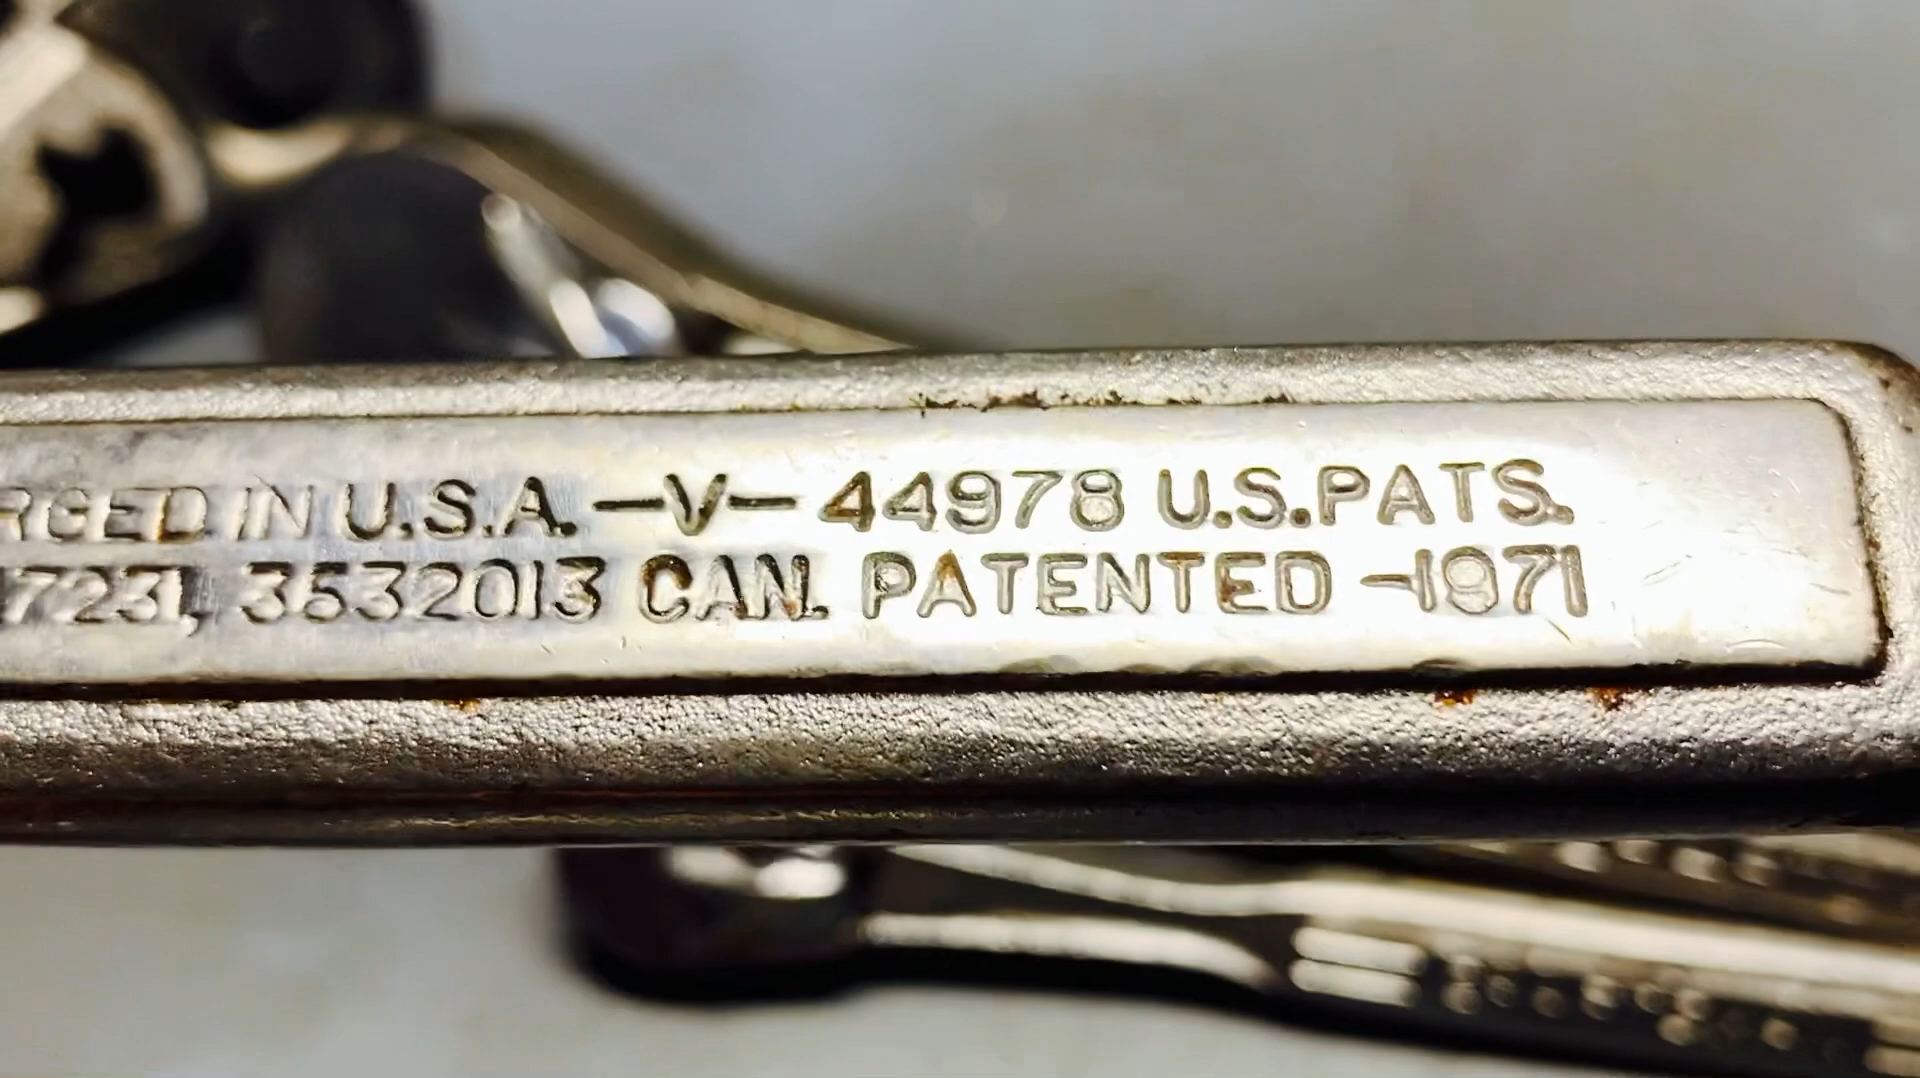 RGED IN U.S.A. —V— 44978 U.S.PATS.
7231, 3532013 CAN. PATENTED -1971